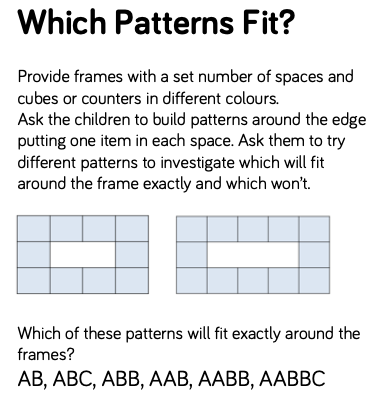 Which Patterns Fit?
Provide frames with a set number of spaces and
cubes or counters in different colours.
Ask the children to build patterns around the edge
putting one item in each space. Ask them to try
different patterns to investigate which will fit
around the frame exactly and which won't.
Which of these patterns will fit exactly around the
frames?
AB, ABC, ABB, AAB, AABB, AABBC